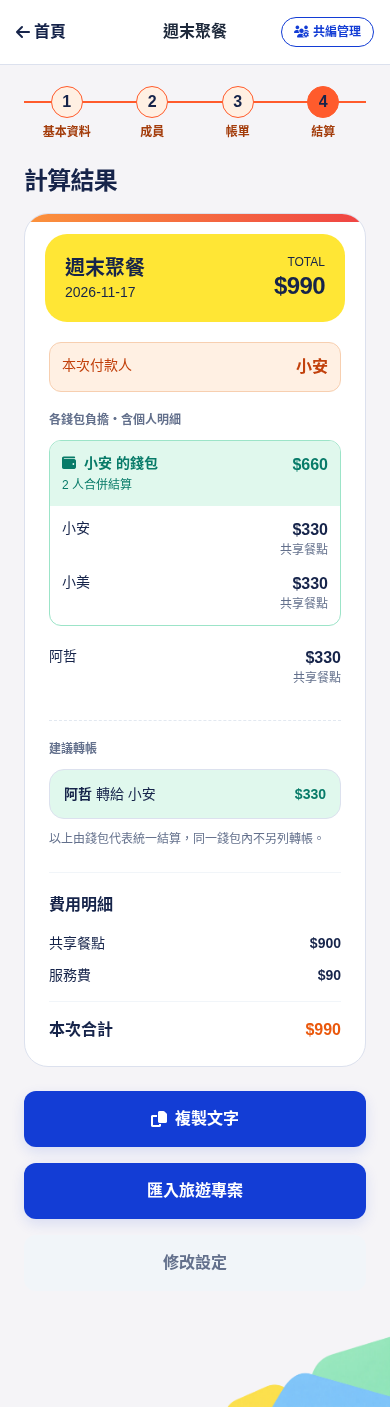 首頁
週末聚餐
共編管理
1
2
3
4
基本資料
成員
帳單
結算
計算結果
週末聚餐
2026-11-17
TOTAL
$990
本次付款人
小安
各錢包負擔・含個人明細
小安 的錢包
$660
2 人合併結算
小安
$330
共享餐點
小美
$330
共享餐點
阿哲
$330
共享餐點
建議轉帳
阿哲 轉給 小安
$330
以上由錢包代表統一結算，同一錢包內不另列轉帳。
費用明細
共享餐點
$900
服務費
$90
本次合計
$990
複製文字
匯入旅遊專案
修改設定